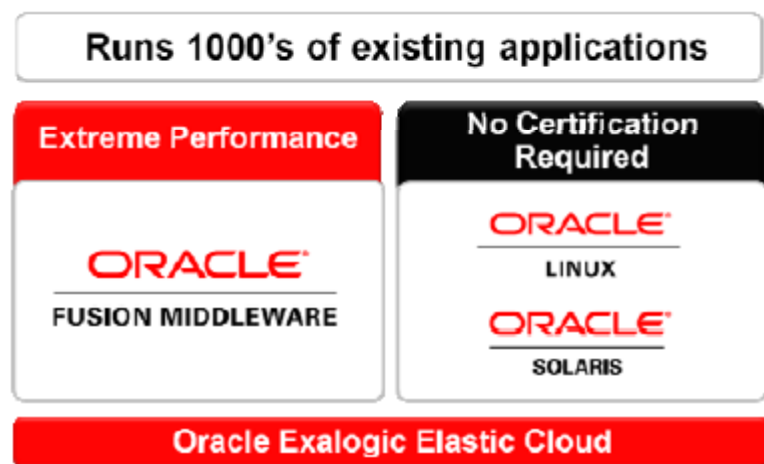 Runs 1000's of existing applications
Extreme Performance
ORACLE®
FUSION MIDDLEWARE
No Certification
Required
ORACLE®
LINUX
ORACLE®
SOLARIS
Oracle Exalogic Elastic Cloud